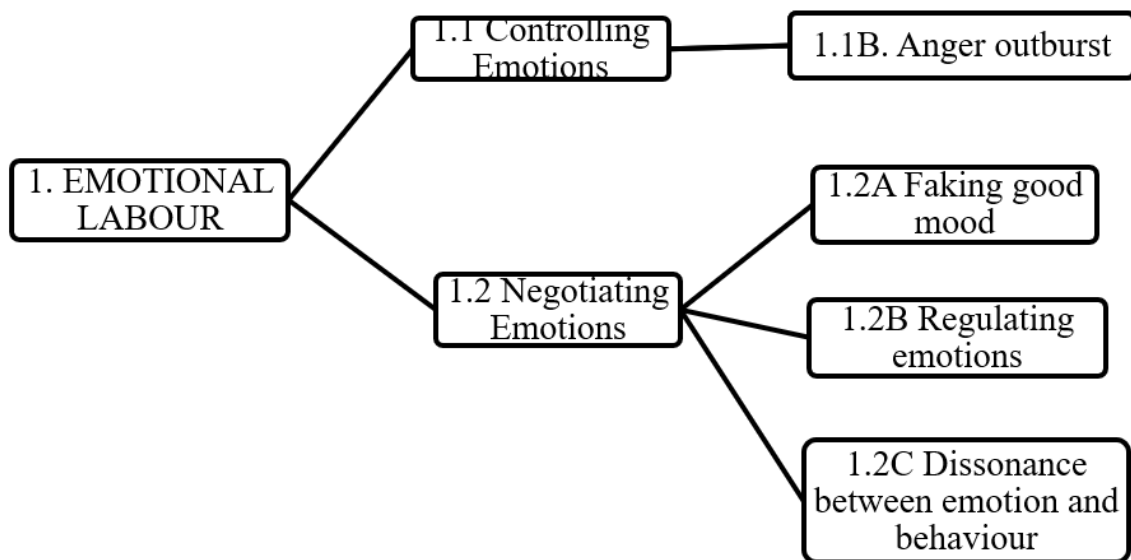 1.1 Controlling
Emotions
1.1B. Anger outburst
1. EMOTIONAL
LABOUR
1.2A Faking good
mood
1.2 Negotiating
Emotions
1.2B Regulating
emotions
1.2C Dissonance
between emotion and
behaviour